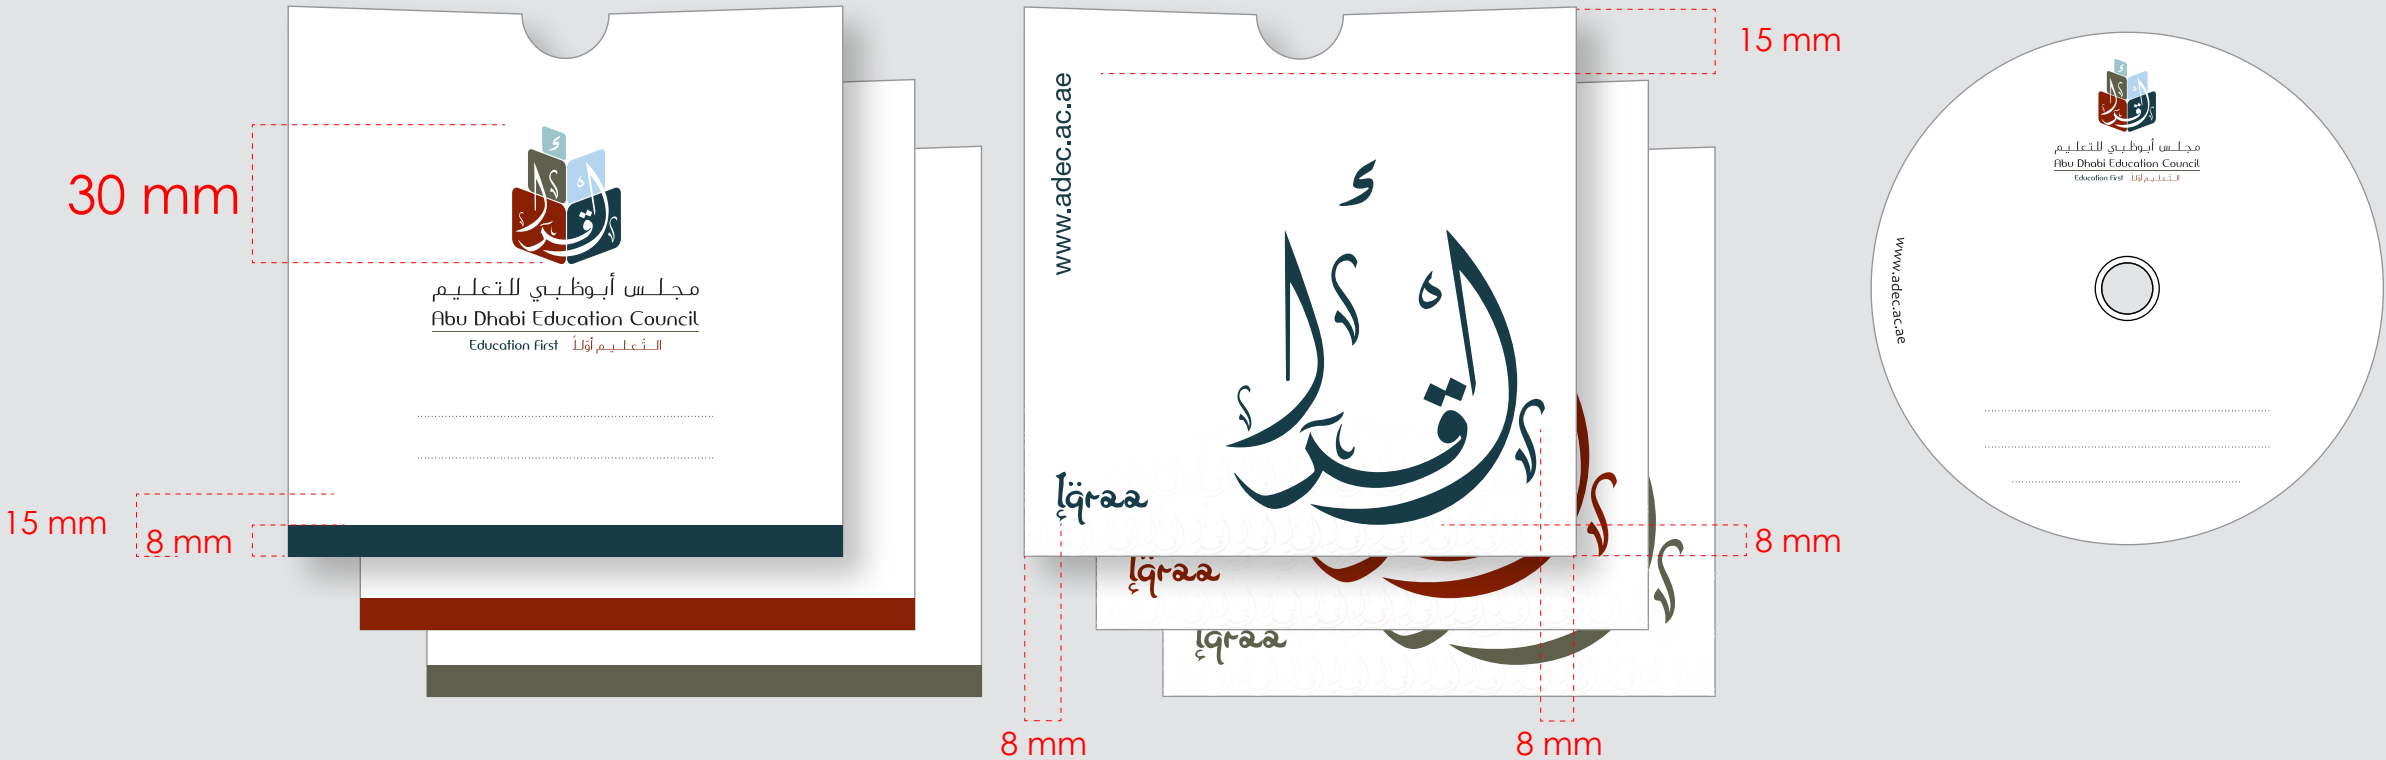 30 mm
مجلس أبوظبي للتعليم
Abu Dhabi Education Council
Education First التعليم أولاً
15 mm
8 mm
15 mm
www.adec.ac.ae
اقرأ
Iqraa
Iqraa
Iqraa
8 mm
8 mm
8 mm
مجلس أبوظبي للتعليم
Abu Dhabi Education Council
Education First التعليم أولاً
www.adec.ac.ae